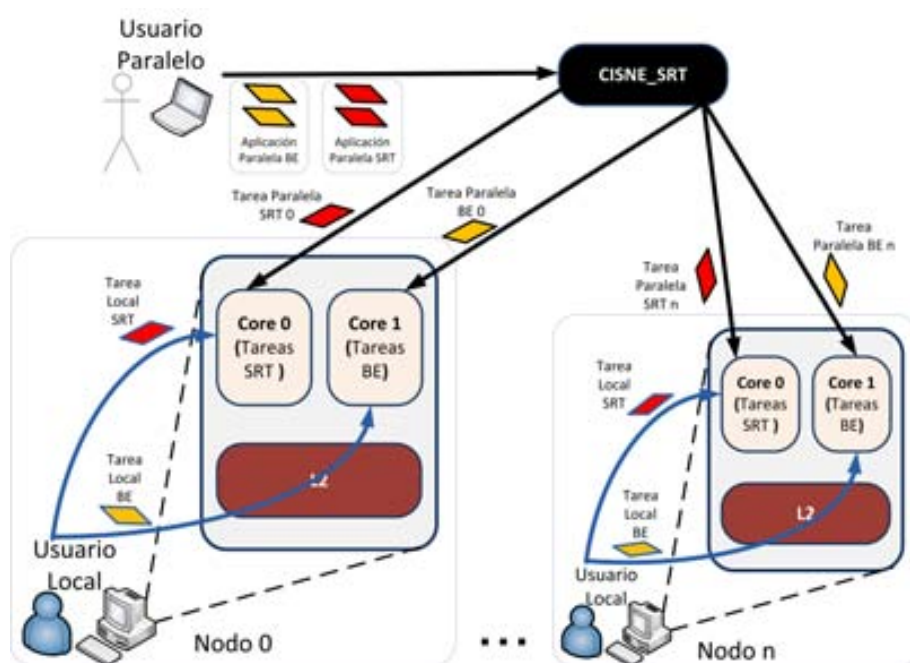 Usuario
Paralelo
CISNE_SRT
Aplicación
Paralela BE
Aplicación
Paralela SRT
Tarea Paralela
SRT 0
Tarea Paralela
BE 0
Tarea
Paralela BE n
Tarea
Paralela
SRT n
Tarea
Local
SRT
Core 0
(Tareas
SRT )
Core 1
(Tareas
BE)
Tarea
Local
BE
L2
Usuario
Local
Nodo 0
...
Tarea
Local
SRT
Core 0
(Tareas
SRT )
Core 1
(Tareas
BE)
Tarea
Local
BE
L2
Usuario
Local
Nodo n